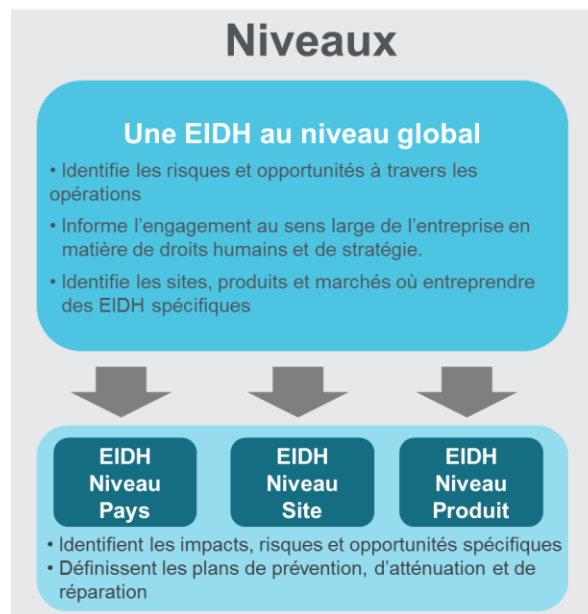 Niveaux
Une EIDH au niveau global
• Identifie les risques et opportunités à travers les
opérations
• Informe l’engagement au sens large de l’entreprise en
matière de droits humains et de stratégie.
• Identifie les sites, produits et marchés où entreprendre
des EIDH spécifiques
EIDH
Niveau
Pays
EIDH
Niveau
Site
EIDH
Niveau
Produit
• Identifient les impacts, risques et opportunités spécifiques
• Définissent les plans de prévention, d’atténuation et de
réparation